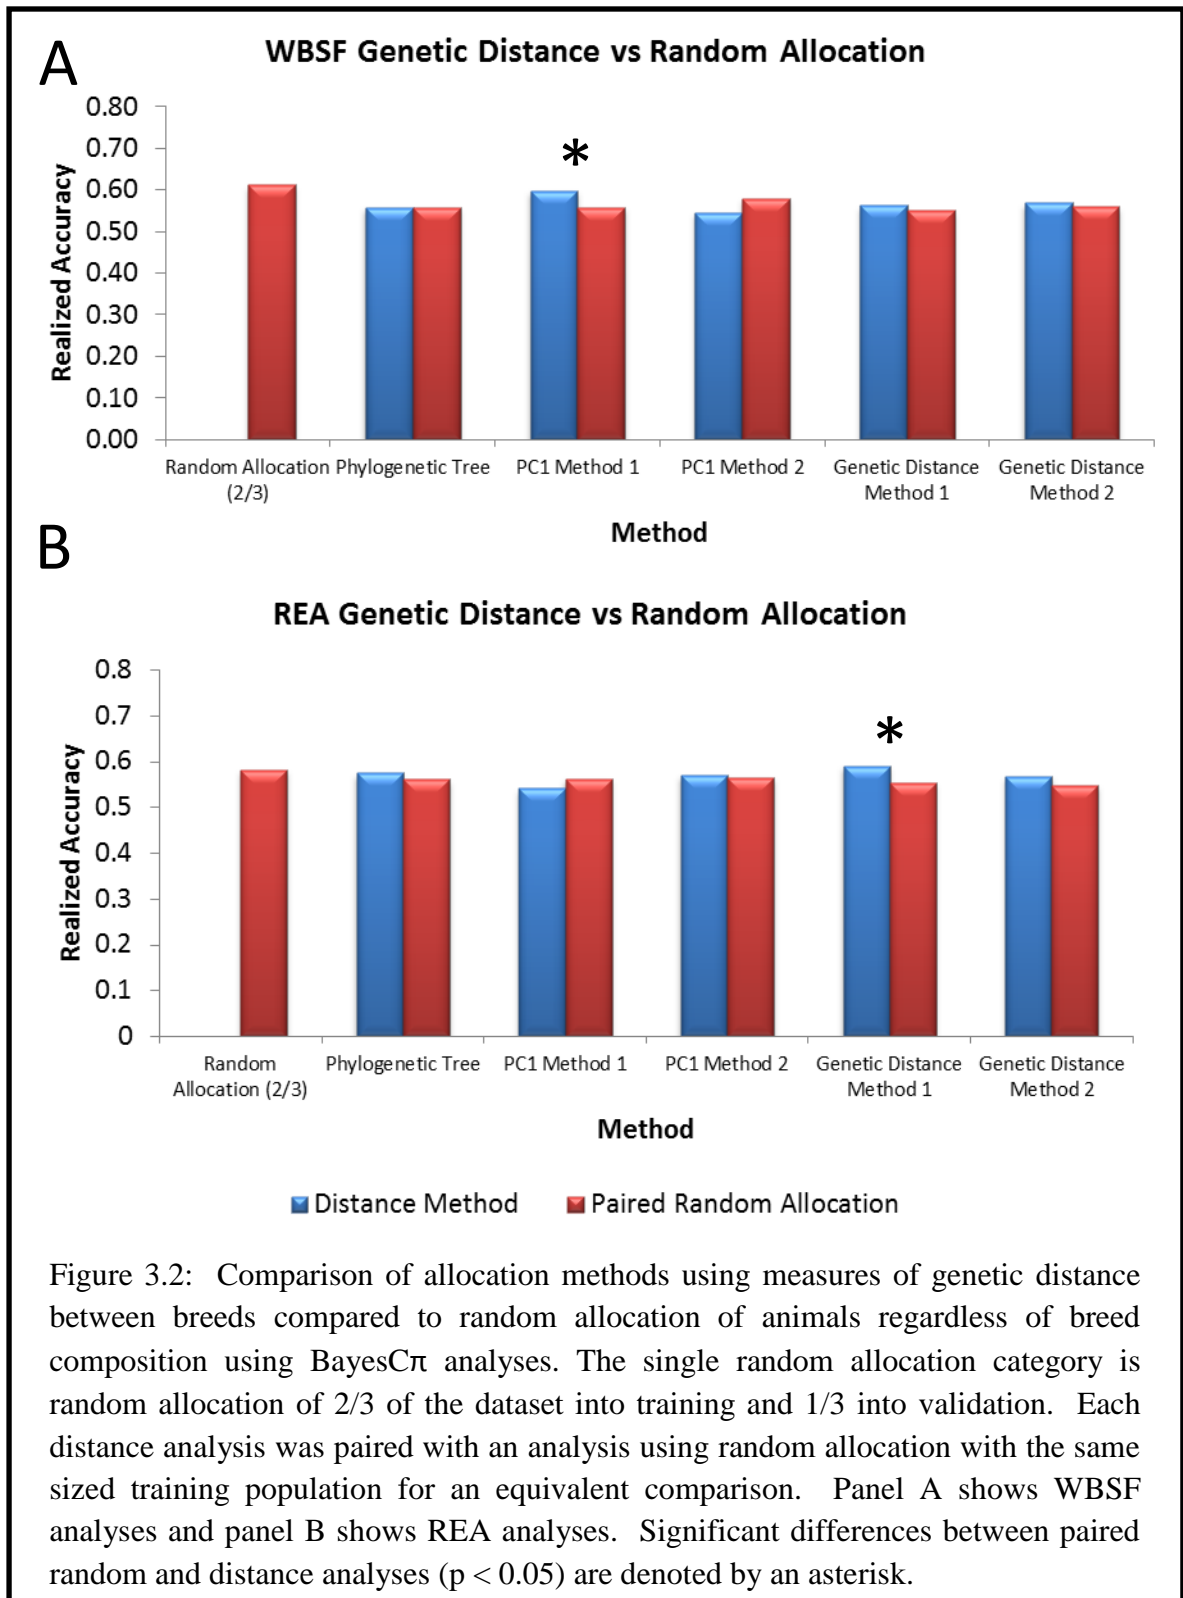 A
WBSF Genetic Distance vs Random Allocation
Realized Accuracy
0.80
0.70
0.60
0.50
0.40
0.30
0.20
0.10
0.00
*
Random Allocation (2/3)
Phylogenetic Tree
PC1 Method 1
PC1 Method 2
Genetic Distance Method 1
Genetic Distance Method 2
Method
B
REA Genetic Distance vs Random Allocation
Realized Accuracy
0.8
0.7
0.6
0.5
0.4
0.3
0.2
0.1
0
*
Random Allocation (2/3)
Phylogenetic Tree
PC1 Method 1
PC1 Method 2
Genetic Distance Method 1
Genetic Distance Method 2
Method
Distance Method
Paired Random Allocation
Figure 3.2: Comparison of allocation methods using measures of genetic distance
between breeds compared to random allocation of animals regardless of breed
composition using BayesCπ analyses. The single random allocation category is
random allocation of 2/3 of the dataset into training and 1/3 into validation. Each
distance analysis was paired with an analysis using random allocation with the same
sized training population for an equivalent comparison. Panel A shows WBSF
analyses and panel B shows REA analyses. Significant differences between paired
random and distance analyses (p < 0.05) are denoted by an asterisk.